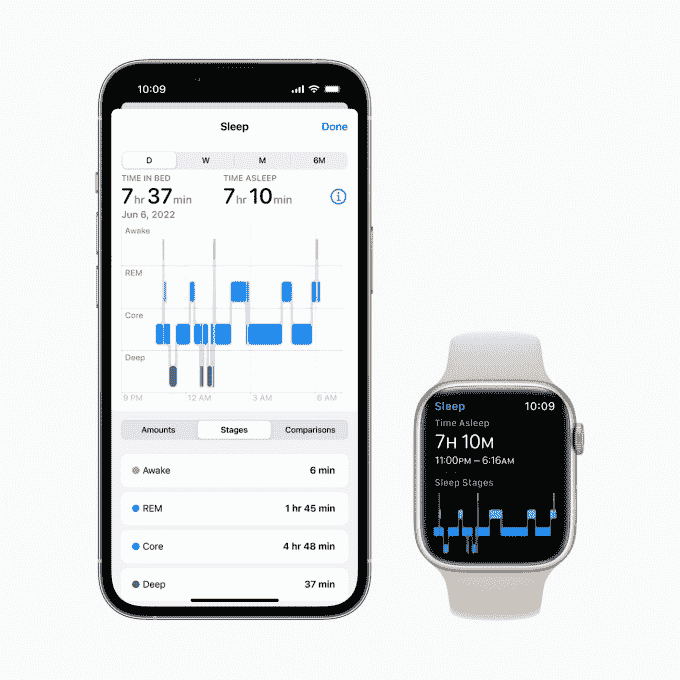 10:09
Sleep Done
D W M 6M
TIME IN BED TIME ASLEEP
7 hr 37 min 7 hr 10 min
Jun 6, 2022
Awake
REM
Core
Deep
9 PM 12 AM 3 AM 6 AM
Amounts Stages Comparisons
Awake 6 min
REM 1 hr 45 min
Core 4 hr 48 min
Deep 37 min
Sleep 10:09
Time Asleep
7H 10M
11:00PM – 6:16AM
Sleep Stages